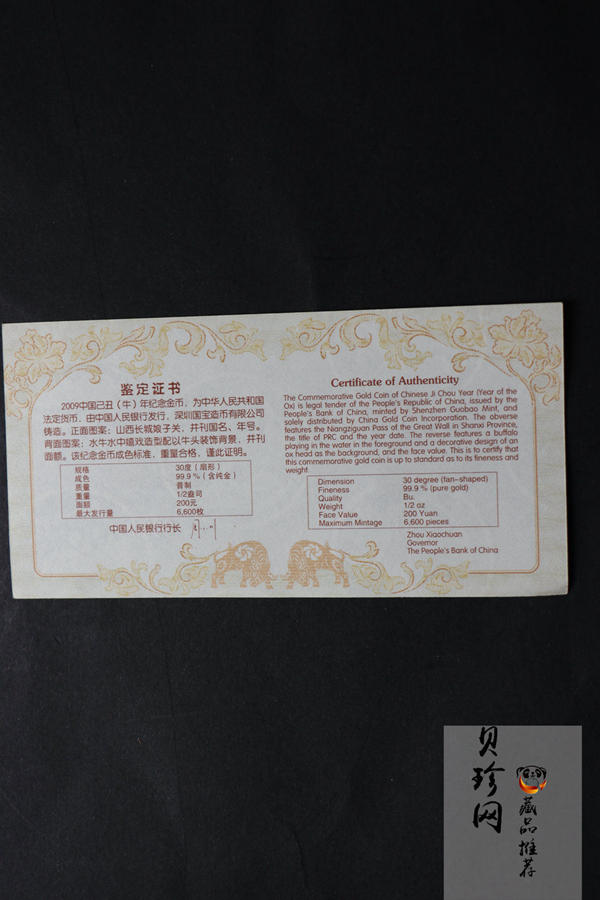 鉴定证书
2009中国己丑（牛）年纪念金币，为中华人民共和国
法定货币，由中国人民银行发行，深圳国宝造币有限公司
铸造。正面图案：山西长城娘子关，并刊国名、年号。
背面图案：水牛水中嬉戏造型配以牛头装饰背景，并刊
面额。该纪念金币成色标准，重量合格，谨此证明。
规格 30度（扇形）
成色 99.9％（含纯金）
质量 普制
重量 1/2盎司
面额 200元
最大发行量 6,600枚
中国人民银行行长
Certificate of Authenticity
The Commemorative Gold Coin of Chinese Ji Chou Year (Year of the
Ox) is legal tender of the People's Republic of China, issued by the
People's Bank of China, minted by Shenzhen Guobao Mint, and
solely distributed by China Gold Coin Incorporation. The obverse
features the Niangziguan Pass of the Great Wall in Shanxi Province,
the title of PRC and the year date. The reverse features a buffalo
playing in the water in the foreground and a decorative design of an
ox head as the background, and the face value. This is to certify that
this commemorative gold coin is up to standard as to its fineness and
weight
Dimension 30 degree (fan-shaped)
Fineness 99.9 % (pure gold)
Quality Bu.
Weight 1/2 oz
Face Value 200 Yuan
Maximum Mintage 6,600 pieces
Zhou Xiaochuan
Governor
The People's Bank of China
贝珍网
藏品推荐